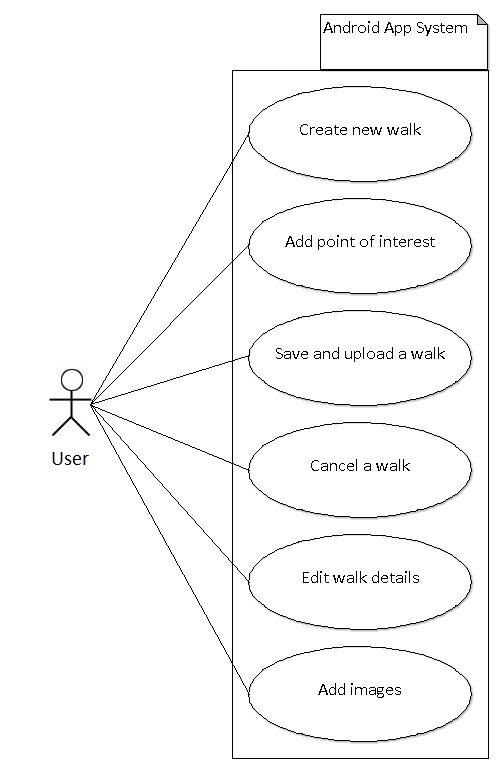 Android App System
Create new walk
Add point of interest
Save and upload a walk
Cancel a walk
User
Edit walk details
Add images